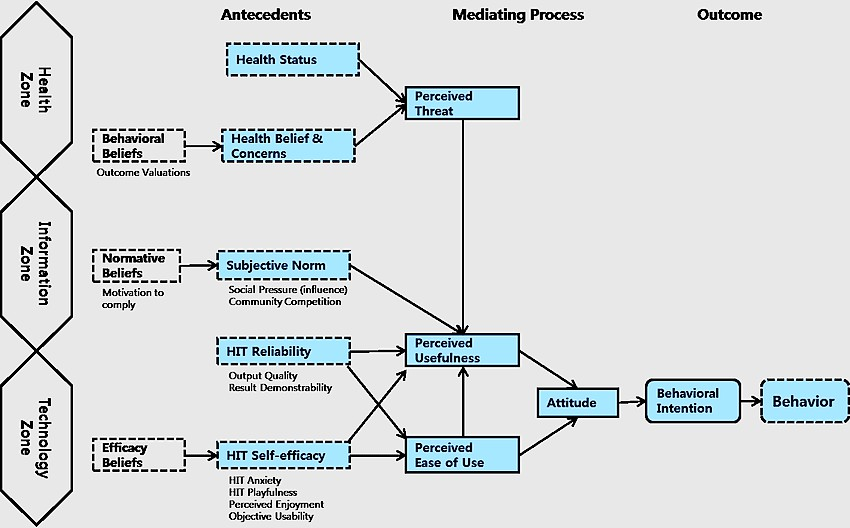 Antecedents
Mediating Process
Outcome
Health
Zone
Health Status
Perceived
Threat
Behavioral
Beliefs
Health Belief &
Concerns
Outcome Valuations
Information
Zone
Normative
Beliefs
Subjective Norm
Motivation to
comply
Social Pressure (influence)
Community Competition
HIT Reliability
Perceived
Usefulness
Output Quality
Result Demonstrability
Technology
Zone
Attitude
Behavioral
Intention
Behavior
Efficacy
Beliefs
HIT Self-efficacy
Perceived
Ease of Use
HIT Anxiety
HIT Playfulness
Perceived Enjoyment
Objective Usability